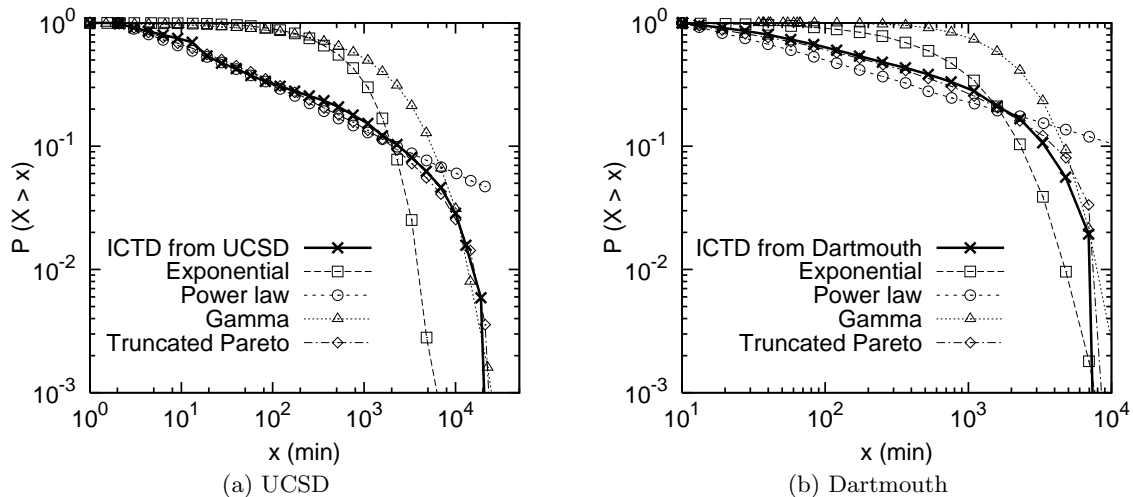 10^0
10^-1
10^-2
10^-3
P (X > x)
ICTD from UCSD
Exponential
Power law
Gamma
Truncated Pareto
10^0 10^1 10^2 10^3 10^4
x (min)
(a) UCSD
10^0
10^-1
10^-2
10^-3
P (X > x)
ICTD from Dartmouth
Exponential
Power law
Gamma
Truncated Pareto
10^1 10^2 10^3 10^4
x (min)
(b) Dartmouth